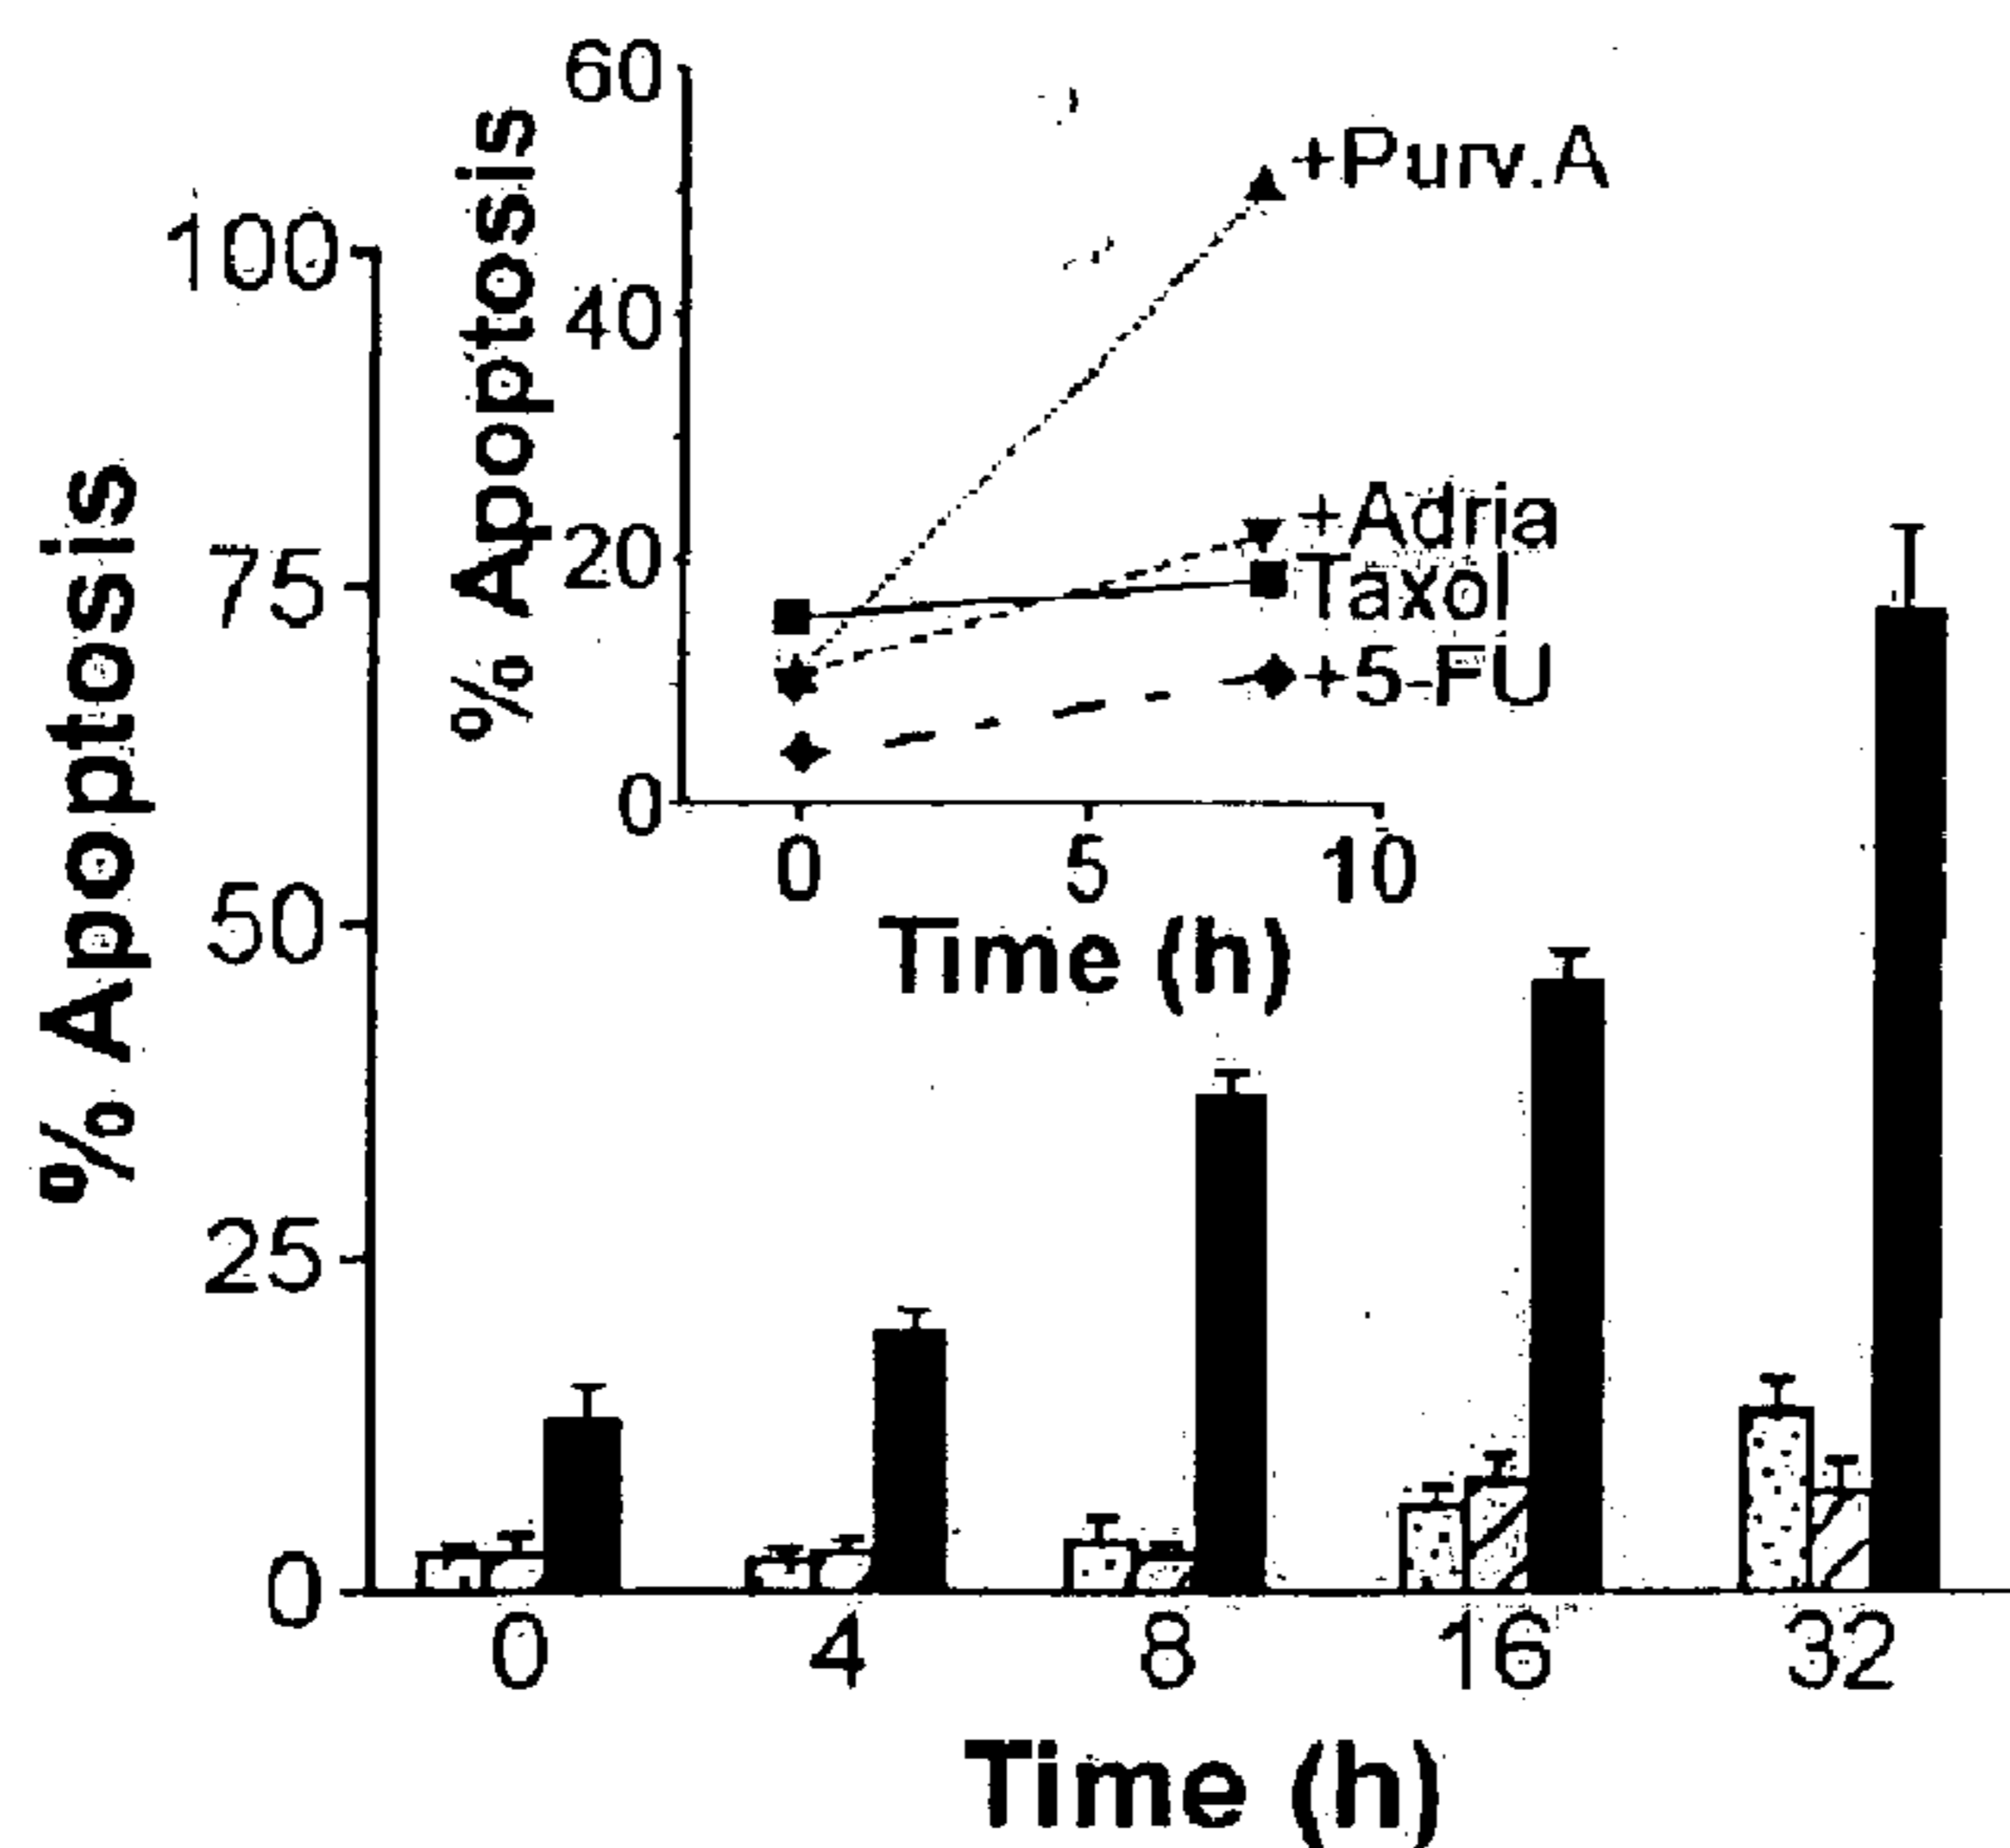 60
+Purv.A
100
% Apoptosis
40
+Adria
20
Taxol
75
% Apoptosis
+5-FU
0
0 5 10
50
Time (h)
25
0
0 4 8 16 32
Time (h)